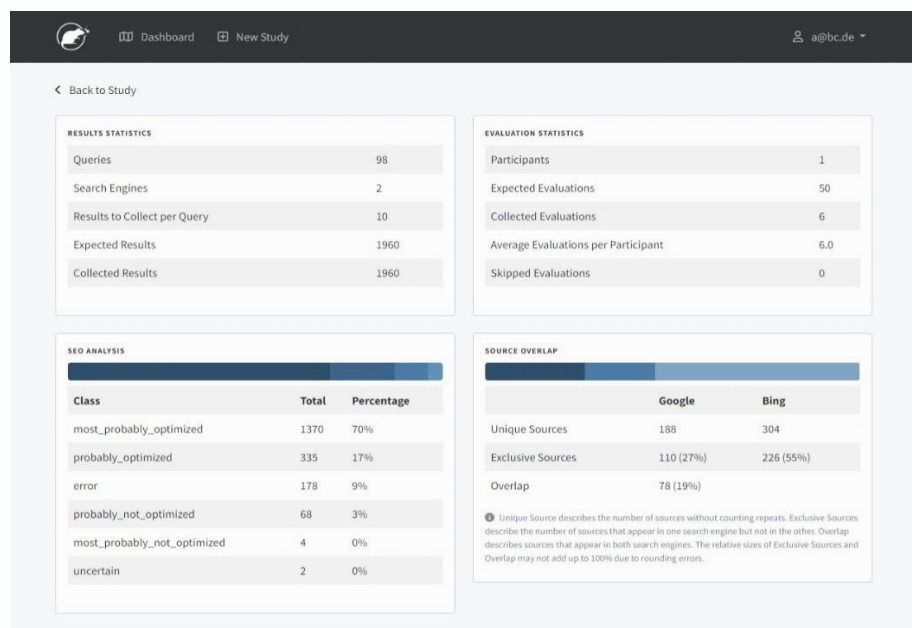 Dashboard New Study a@bc.de
Back to Study
RESULTS STATISTICS
Queries 98
Search Engines 2
Results to Collect per Query 10
Expected Results 1960
Collected Results 1960
EVALUATION STATISTICS
Participants 1
Expected Evaluations 50
Collected Evaluations 6
Average Evaluations per Participant 6.0
Skipped Evaluations 0
SEO ANALYSIS
Class Total Percentage
most_probably_optimized 1370 70%
probably_optimized 335 17%
error 178 9%
probably_not_optimized 68 3%
most_probably_not_optimized 4 0%
uncertain 2 0%
SOURCE OVERLAP
Google Bing
Unique Sources 188 304
Exclusive Sources 110 (27%) 226 (55%)
Overlap 78 (19%)
Unique Source describes the number of sources without counting repeats. Exclusive Sources
describe the number of sources that appear in one search engine but not in the other. Overlap
describes sources that appear in both search engines. The relative sizes of Exclusive Sources and
Overlap may not add up to 100% due to rounding errors.